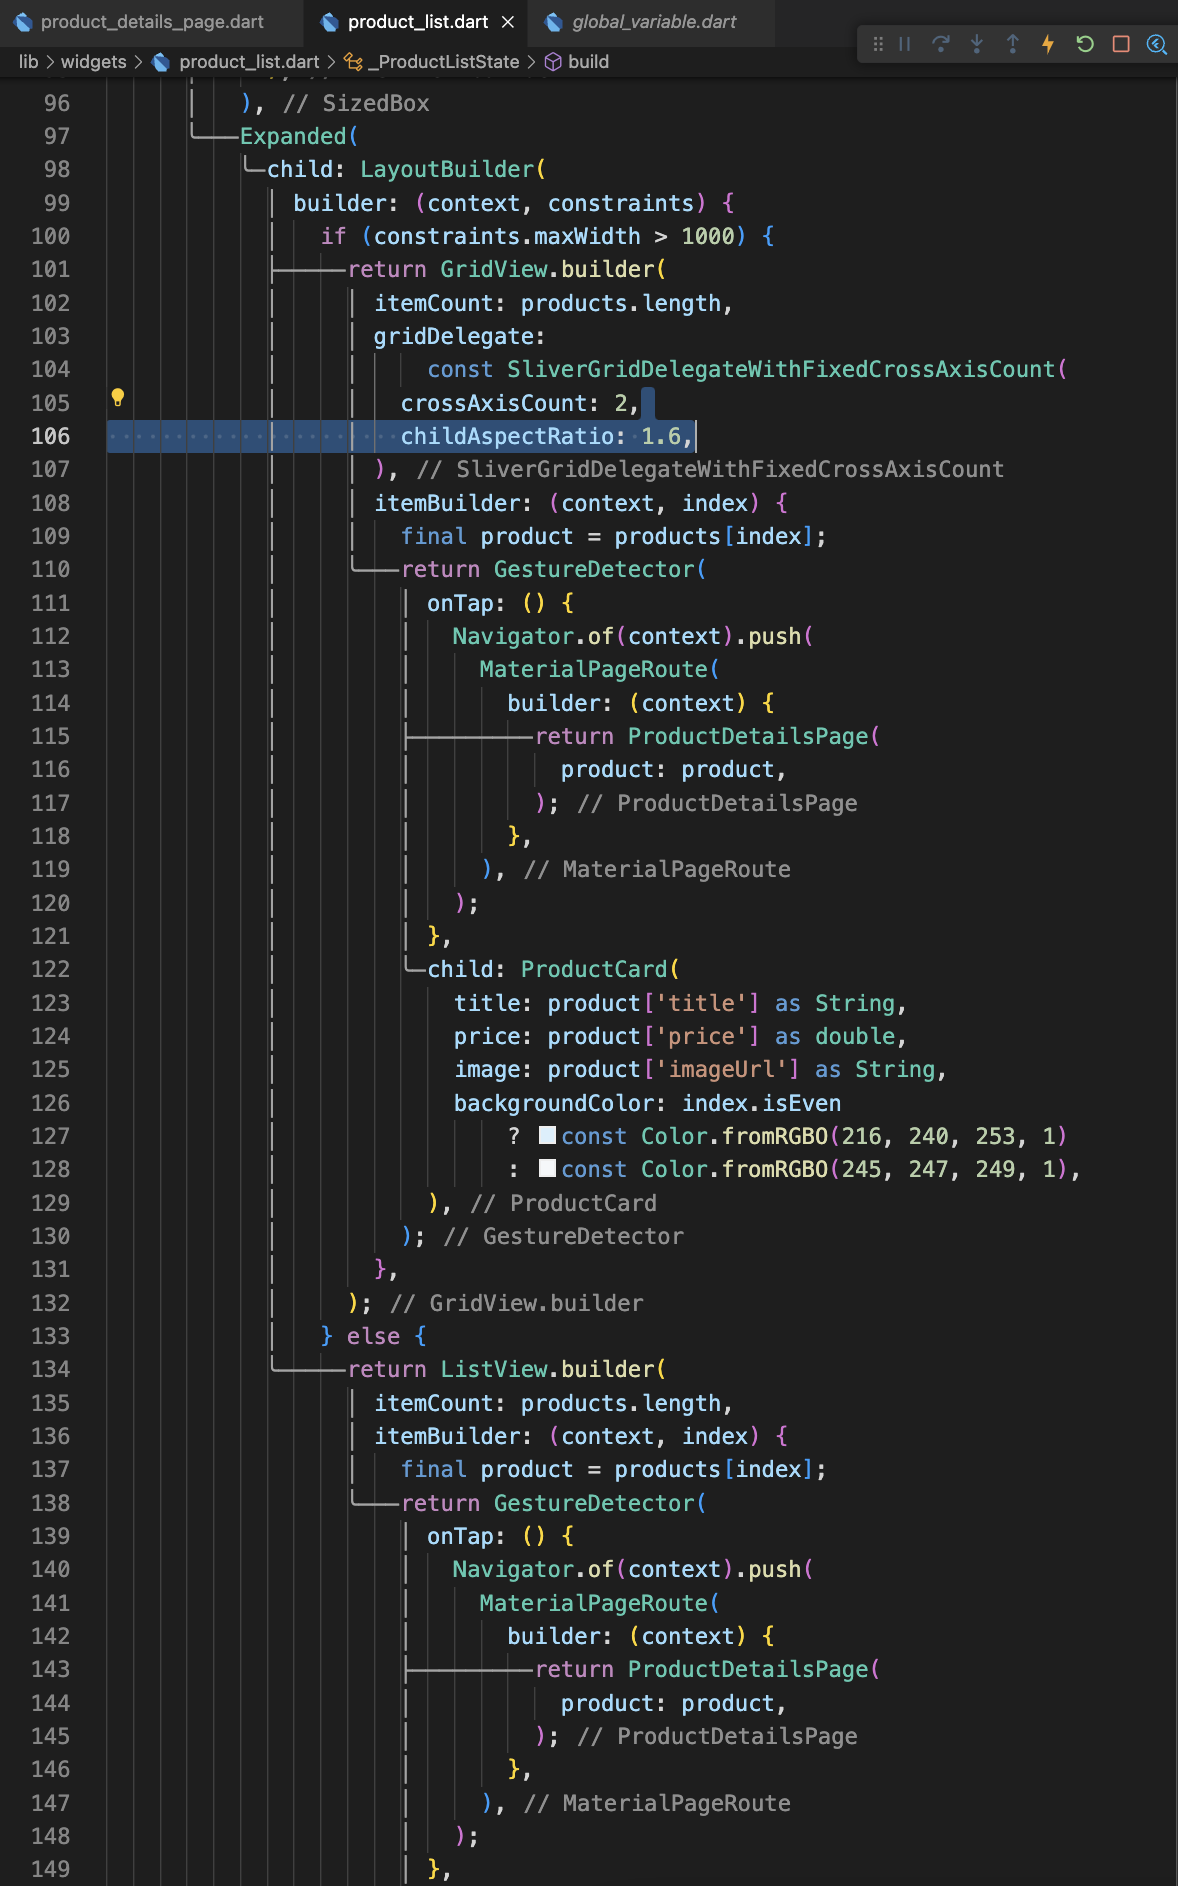 product_details_page.dart product_list.dart × global_variable.dart
lib > widgets > product_list.dart > _ProductListState > build
96 ), // SizedBox
97 Expanded(
98 child: LayoutBuilder(
99 builder: (context, constraints) {
100 if (constraints.maxWidth > 1000) {
101 return GridView.builder(
102 itemCount: products.length,
103 gridDelegate:
104 const SliverGridDelegateWithFixedCrossAxisCount(
105 crossAxisCount: 2,
106 childAspectRatio: 1.6,
107 ), // SliverGridDelegateWithFixedCrossAxisCount
108 itemBuilder: (context, index) {
109 final product = products[index];
110 return GestureDetector(
111 onTap: () {
112 Navigator.of(context).push(
113 MaterialPageRoute(
114 builder: (context) {
115 return ProductDetailsPage(
116 product: product,
117 ); // ProductDetailsPage
118 },
119 ), // MaterialPageRoute
120 );
121 },
122 child: ProductCard(
123 title: product['title'] as String,
124 price: product['price'] as double,
125 image: product['imageUrl'] as String,
126 backgroundColor: index.isEven
127 ? const Color.fromRGBO(216, 240, 253, 1)
128 : const Color.fromRGBO(245, 247, 249, 1),
129 ), // ProductCard
130 ); // GestureDetector
131 },
132 ); // GridView.builder
133 } else {
134 return ListView.builder(
135 itemCount: products.length,
136 itemBuilder: (context, index) {
137 final product = products[index];
138 return GestureDetector(
139 onTap: () {
140 Navigator.of(context).push(
141 MaterialPageRoute(
142 builder: (context) {
143 return ProductDetailsPage(
144 product: product,
145 ); // ProductDetailsPage
146 },
147 ), // MaterialPageRoute
148 );
149 },